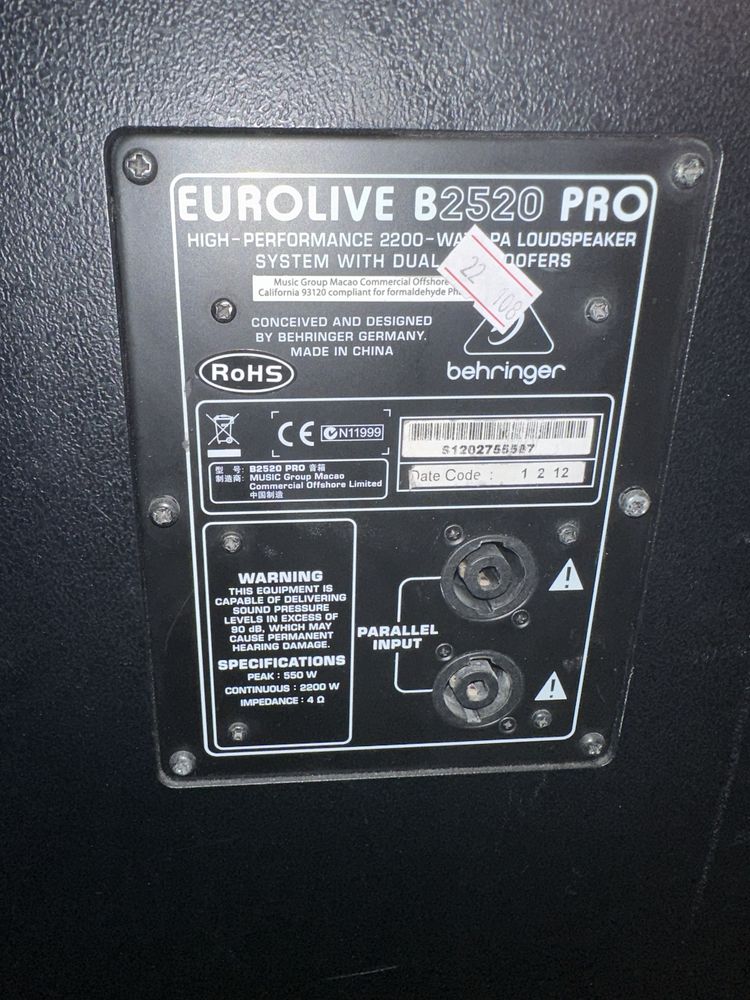 EUROLIVE B2520 PRO
HIGH-PERFORMANCE 2200- PA LOUDSPEAKER
SYSTEM WITH DUAL
22 108
Music Group Macao Commercial Offshore
California 93120 compliant for formaldehyde
CONCEIVED AND DESIGNED
BY BEHRINGER GERMANY.
MADE IN CHINA
RoHS
behringer
CE N11999
S1202755587
Date Code : 1 2 12
型 号: B2520 PRO 音箱
制造商: MUSIC Group Macao
Commercial Offshore Limited
中国制造
WARNING
THIS EQUIPMENT IS
CAPABLE OF DELIVERING
SOUND PRESSURE
LEVELS IN EXCESS OF
90 dB, WHICH MAY
CAUSE PERMANENT
HEARING DAMAGE.
SPECIFICATIONS
PEAK : 550 W
CONTINUOUS : 2200 W
IMPEDANCE : 4 Ω
PARALLEL
INPUT